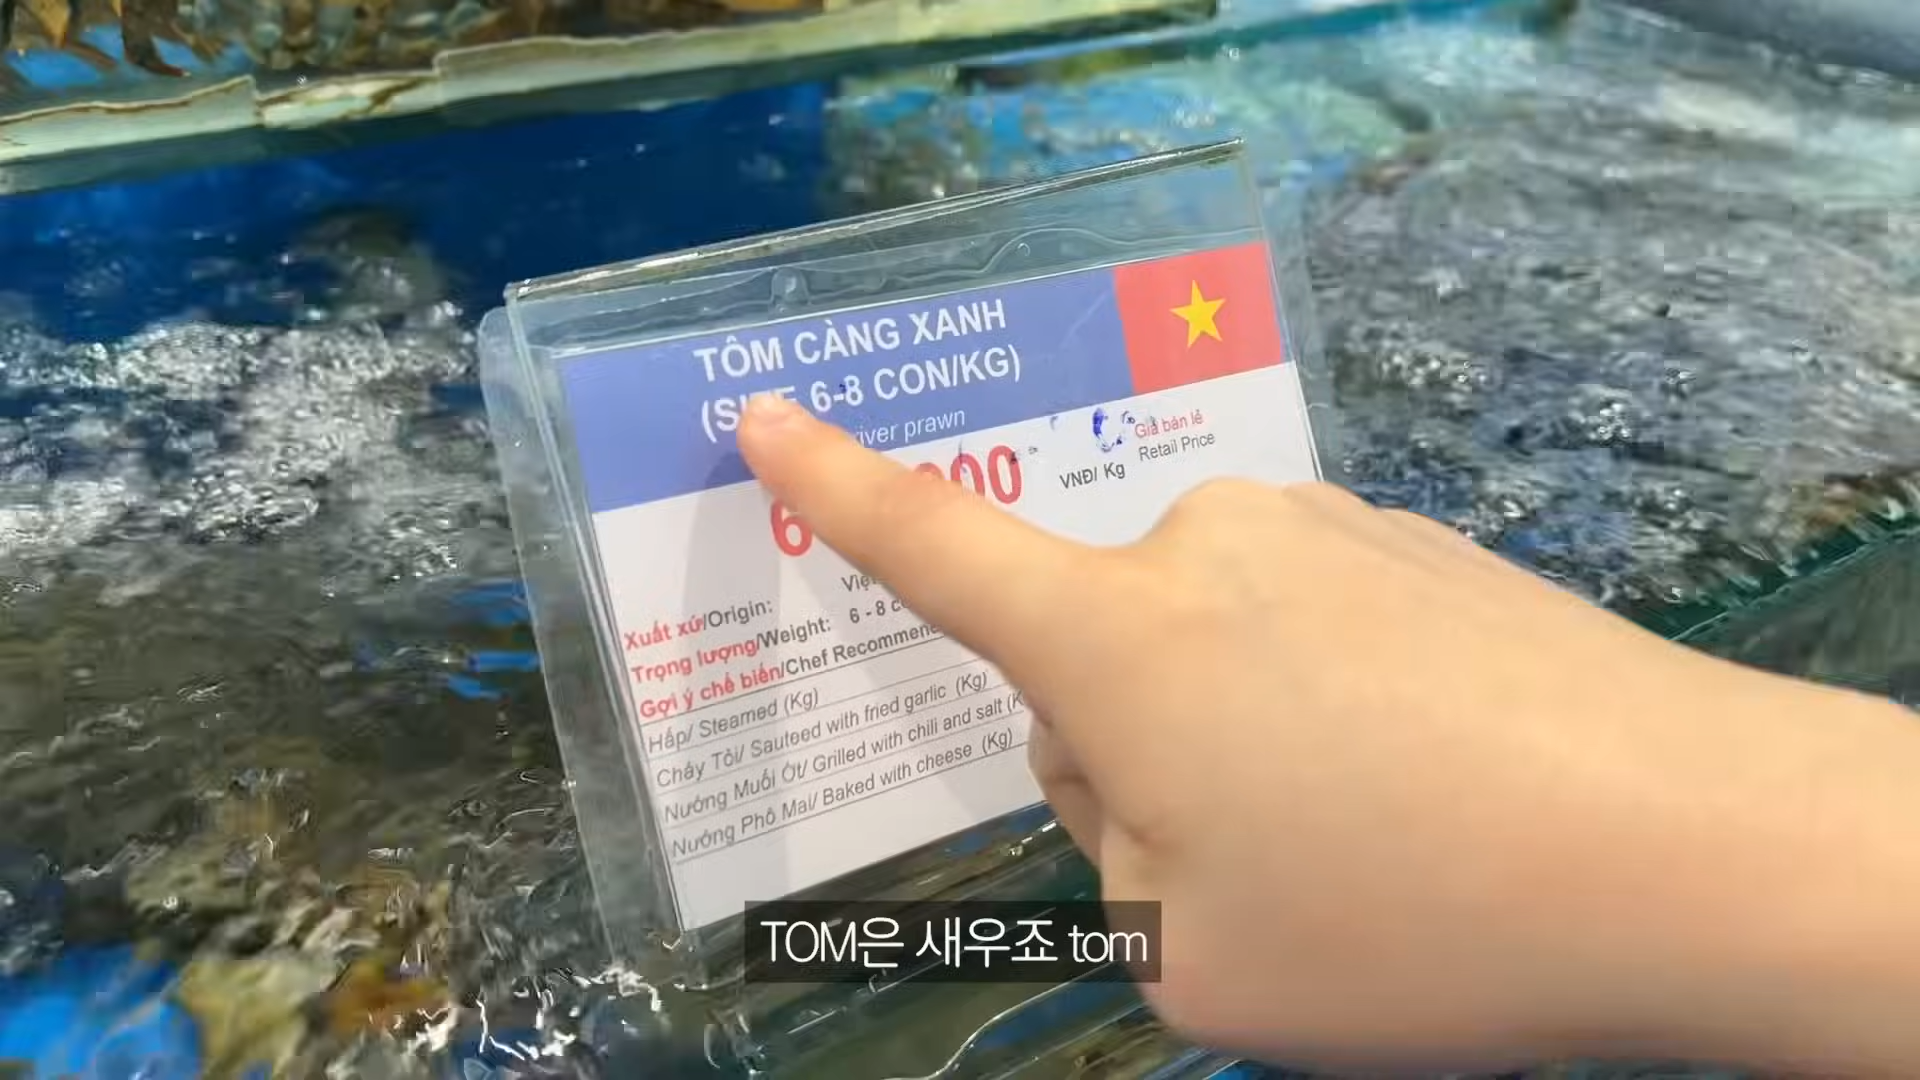 TÔM CÀNG XANH
(SIZE 6-8 CON/KG)
river prawn
Giá bán lẻ
Retail Price
VNĐ/ Kg
Xuất xứ/Origin:
Trọng lượng/Weight: 6 - 8
Gợi ý chế biến/Chef
Hấp/ Steamed (Kg)
Cháy Tỏi/ Sauteed with fried garlic (Kg)
Nướng Muối Ớt/ Grilled with chili and salt
Nướng Phô Mai/ Baked with cheese (Kg)
TOM은 새우죠 tom